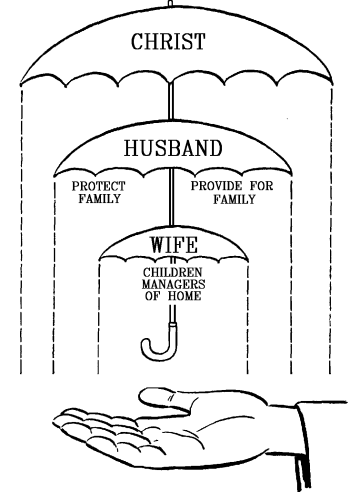 CHRIST
HUSBAND
PROTECT
FAMILY
PROVIDE FOR
FAMILY
WIFE
CHILDREN
MANAGERS
OF HOME